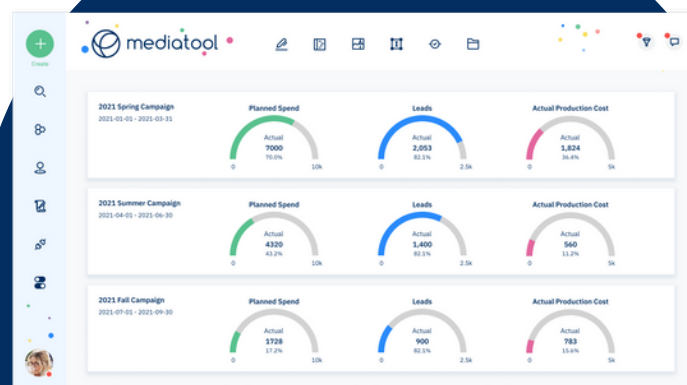 mediatool
Create
2021 Spring Campaign
2021-01-01 - 2021-03-31
Planned Spend
Actual
7000
70.0%
0
10k
Leads
Actual
2,053
82.1%
0
2.5k
Actual Production Cost
Actual
1,824
36.4%
0
5k
2021 Summer Campaign
2021-04-01 - 2021-06-30
Planned Spend
Actual
4320
43.2%
0
10k
Leads
Actual
1,400
82.1%
0
2.5k
Actual Production Cost
Actual
560
11.2%
0
5k
2021 Fall Campaign
2021-07-01 - 2021-09-30
Planned Spend
Actual
1728
17.2%
0
10k
Leads
Actual
900
82.1%
0
2.5k
Actual Production Cost
Actual
783
15.6%
0
5k